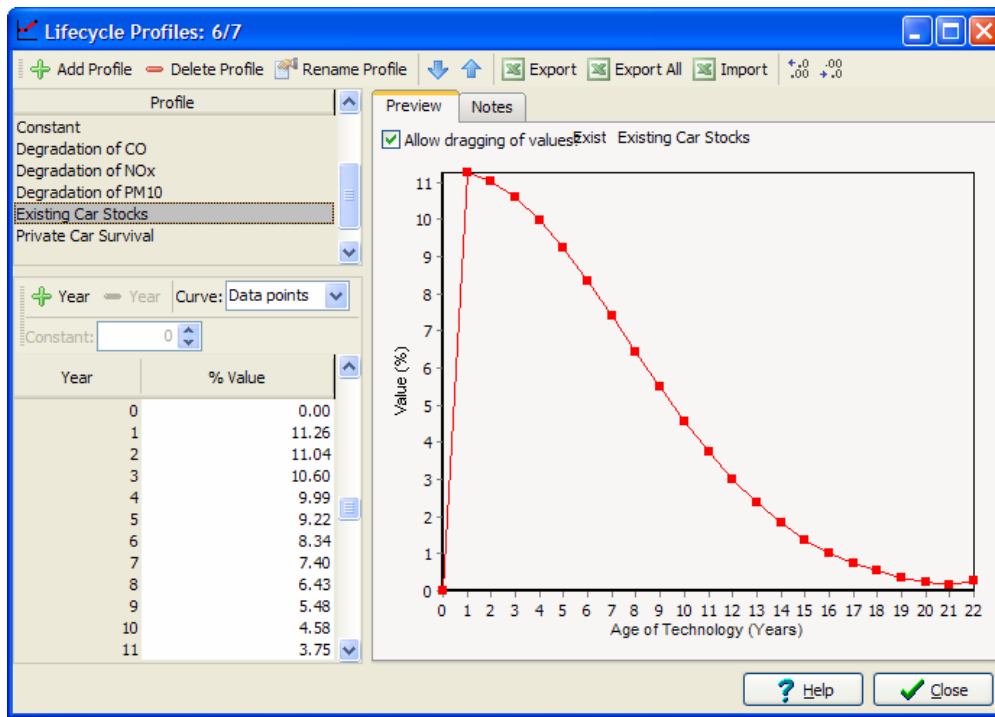 Lifecycle Profiles: 6/7
Add Profile Delete Profile Rename Profile Export Export All Import ←.0 .00 .00 →.0
Profile
Constant
Degradation of CO
Degradation of NOx
Degradation of PM10
Existing Car Stocks
Private Car Survival
Year Year Curve: Data points
Constant: 0
Year % Value
0 0.00
1 11.26
2 11.04
3 10.60
4 9.99
5 9.22
6 8.34
7 7.40
8 6.43
9 5.48
10 4.58
11 3.75
Preview Notes
Allow dragging of values? Exist Existing Car Stocks
Value (%)
11
10
9
8
7
6
5
4
3
2
1
0
0 1 2 3 4 5 6 7 8 9 10 11 12 13 14 15 16 17 18 19 20 21 22
Age of Technology (Years)
? Help Close